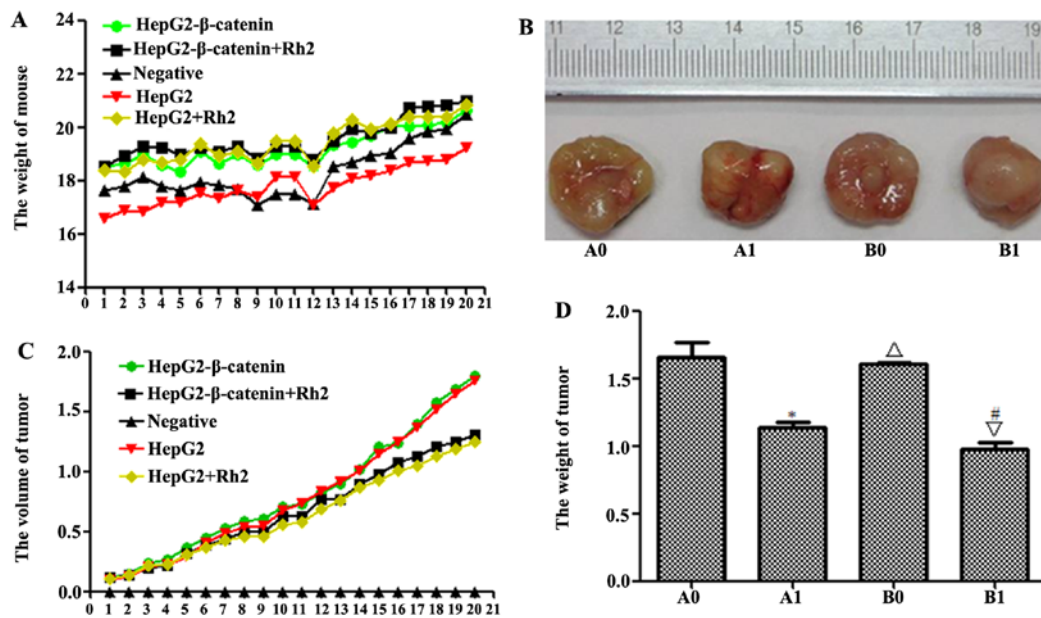 A
HepG2-β-catenin
HepG2-β-catenin+Rh2
Negative
HepG2
HepG2+Rh2
The weight of mouse
24
22
20
18
16
14
0 1 2 3 4 5 6 7 8 9 10 11 12 13 14 15 16 17 18 19 20 21
B
11 12 13 14 15 16 17 18 19
A0 A1 B0 B1
C
HepG2-β-catenin
HepG2-β-catenin+Rh2
Negative
HepG2
HepG2+Rh2
The volume of tumor
2.0
1.5
1.0
0.5
0.0
0 1 2 3 4 5 6 7 8 9 10 11 12 13 14 15 16 17 18 19 20 21
D
The weight of tumor
2.0
1.5
1.0
0.5
0.0
* △ # ▽
A0 A1 B0 B1